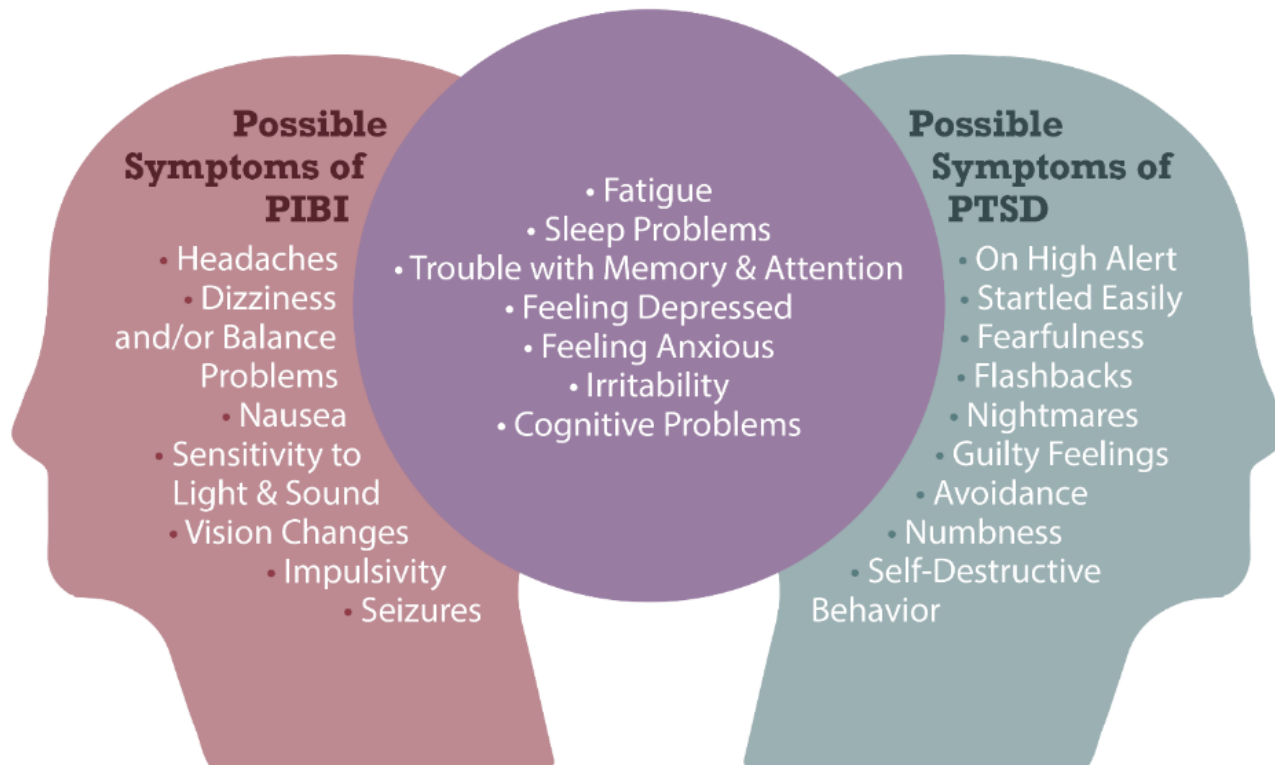 Possible
Symptoms of
PIBI
• Headaches
• Dizziness
and/or Balance
Problems
• Nausea
• Sensitivity to
Light & Sound
• Vision Changes
• Impulsivity
• Seizures
• Fatigue
• Sleep Problems
• Trouble with Memory & Attention
• Feeling Depressed
• Feeling Anxious
• Irritability
• Cognitive Problems
Possible
Symptoms of
PTSD
• On High Alert
• Startled Easily
• Fearfulness
• Flashbacks
• Nightmares
• Guilty Feelings
• Avoidance
• Numbness
• Self-Destructive
Behavior